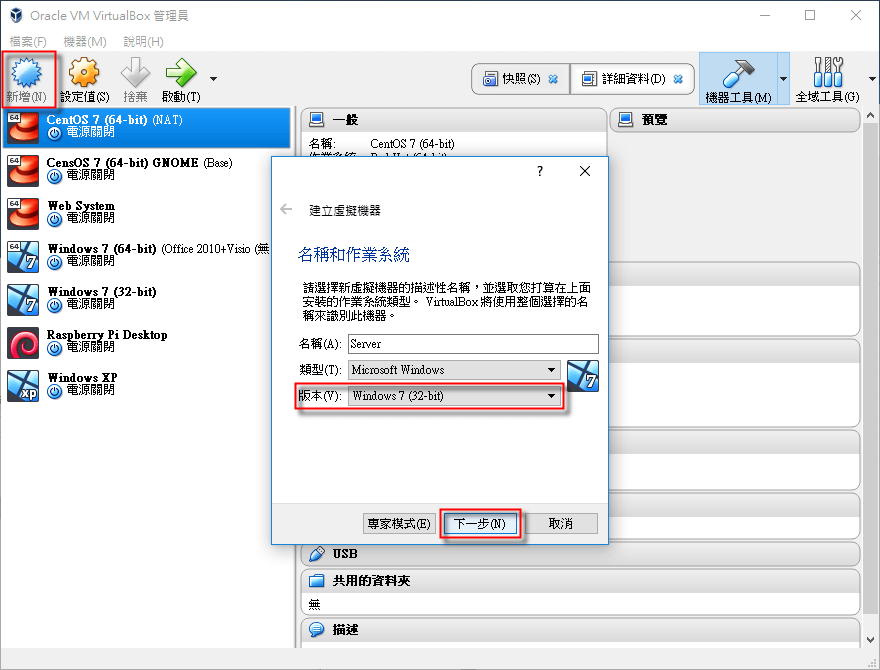 Oracle VM VirtualBox 管理員
檔案(F) 機器(M) 說明(H)
新增(N) 設定值(S) 捨棄 啟動(T) 快照(S) 詳細資料(D) 機器工具(M) 全域工具(G)
64 CentOS 7 (64-bit) (NAT)
電源關閉
64 CensOS 7 (64-bit) GNOME (Base)
電源關閉
64 Web System
電源關閉
64 Windows 7 (64-bit) (Office 2010+Visio (無
電源關閉
Windows 7 (32-bit)
電源關閉
Raspberry Pi Desktop
電源關閉
Windows XP
電源關閉
一般
名稱: CentOS 7 (64-bit)
預覽
?
建立虛擬機器
名稱和作業系統
請選擇新虛擬機器的描述性名稱，並選取您打算在上面
安裝的作業系統類型。 VirtualBox 將使用整個選擇的名
稱來識別此機器。
名稱(A): Server
類型(T): Microsoft Windows
版本(V): Windows 7 (32-bit)
專家模式(E) 下一步(N) 取消
USB
共用的資料夾
無
描述